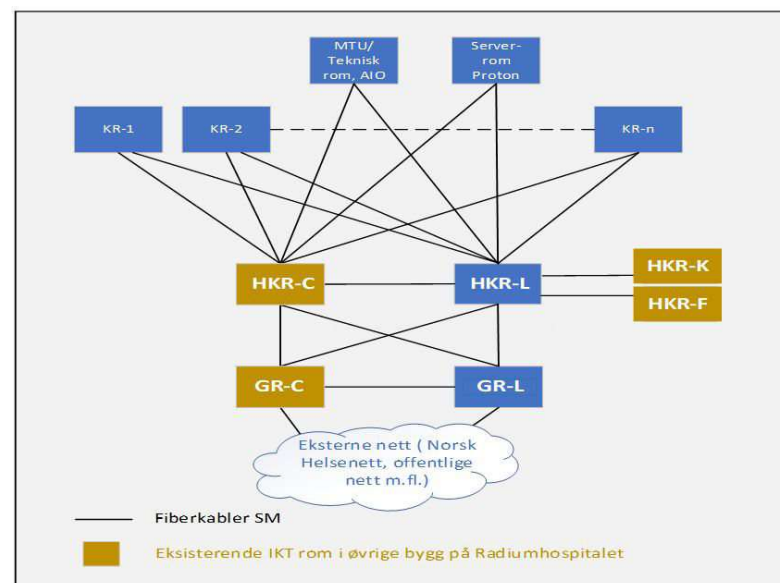 MTU/
Teknisk
rom, AIO
Server-
rom
Proton
KR-1
KR-2
KR-n
HKR-C
HKR-L
HKR-K
HKR-F
GR-C
GR-L
Eksterne nett ( Norsk
Helsenett, offentlige
nett m.fl.)
Fiberkabler SM
Eksisterende IKT rom i øvrige bygg på Radiumhospitalet